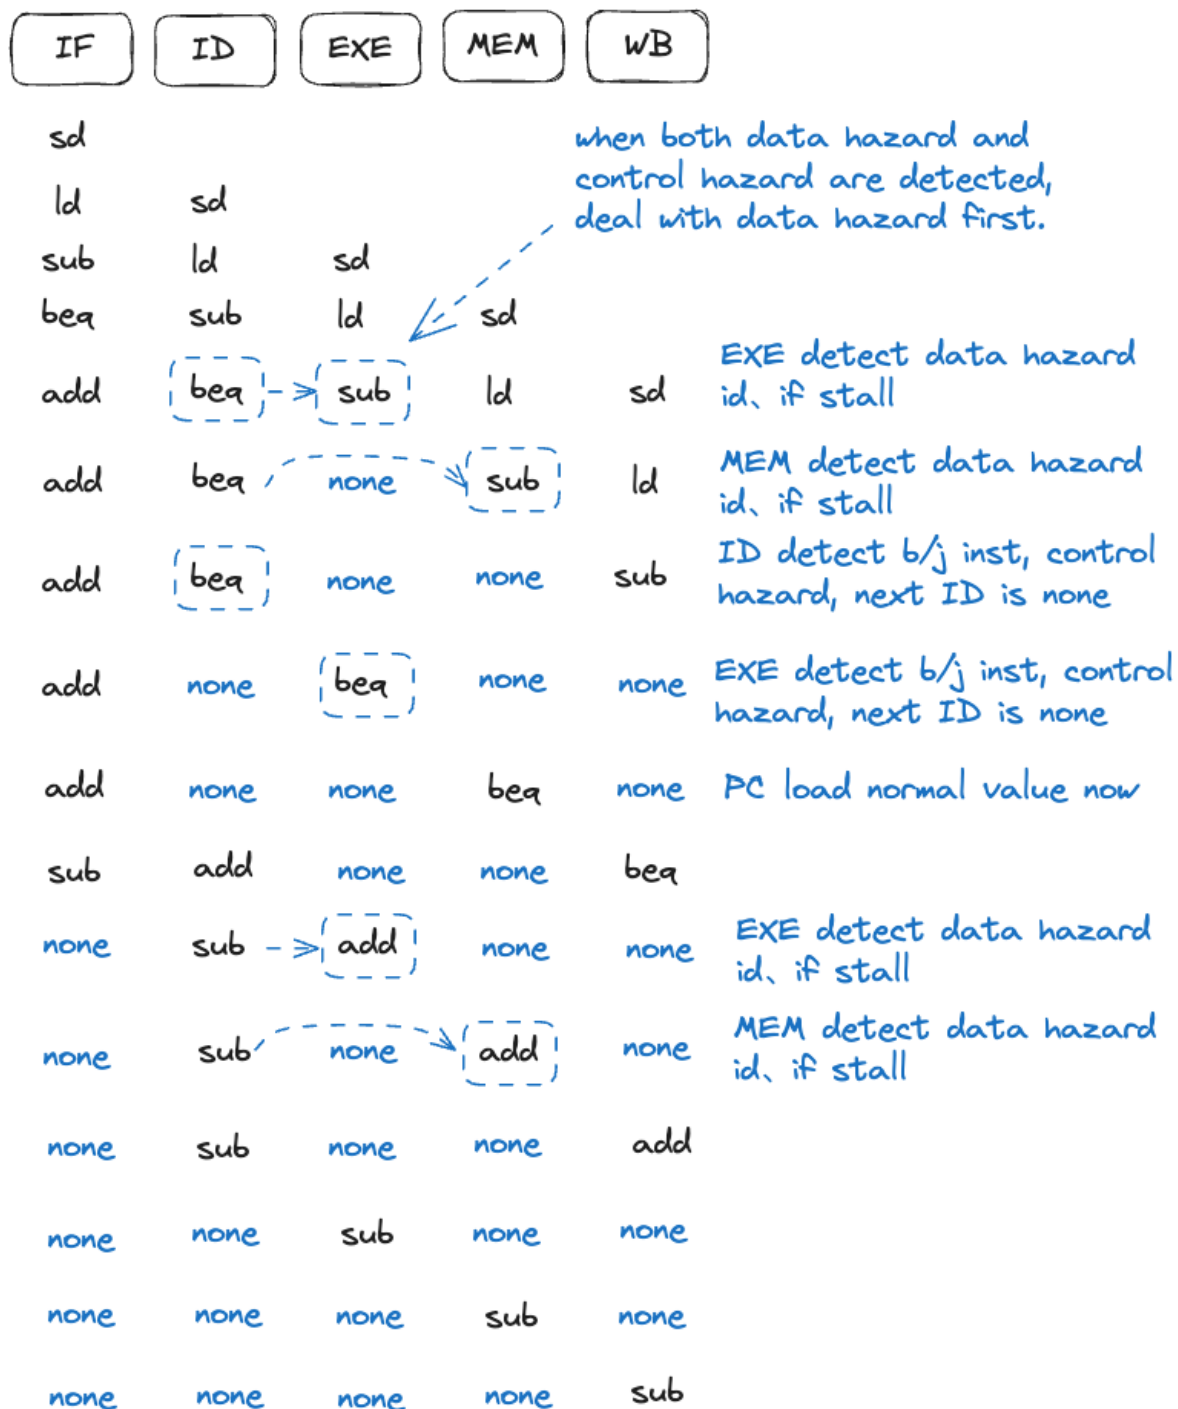 IF ID EXE MEM WB
sd
when both data hazard and
control hazard are detected,
deal with data hazard first.
ld sd
sub ld sd
beq sub ld sd
add beq sub ld sd
EXE detect data hazard
id、if stall
add beq none sub ld
MEM detect data hazard
id、if stall
add beq none none sub
ID detect b/j inst, control
hazard, next ID is none
add none beq none none
EXE detect b/j inst, control
hazard, next ID is none
add none none beq none
PC load normal value now
sub add none none beq
none sub add none none
EXE detect data hazard
id、if stall
none sub none add none
MEM detect data hazard
id、if stall
none sub none none add
none none sub none none
none none none sub none
none none none none sub